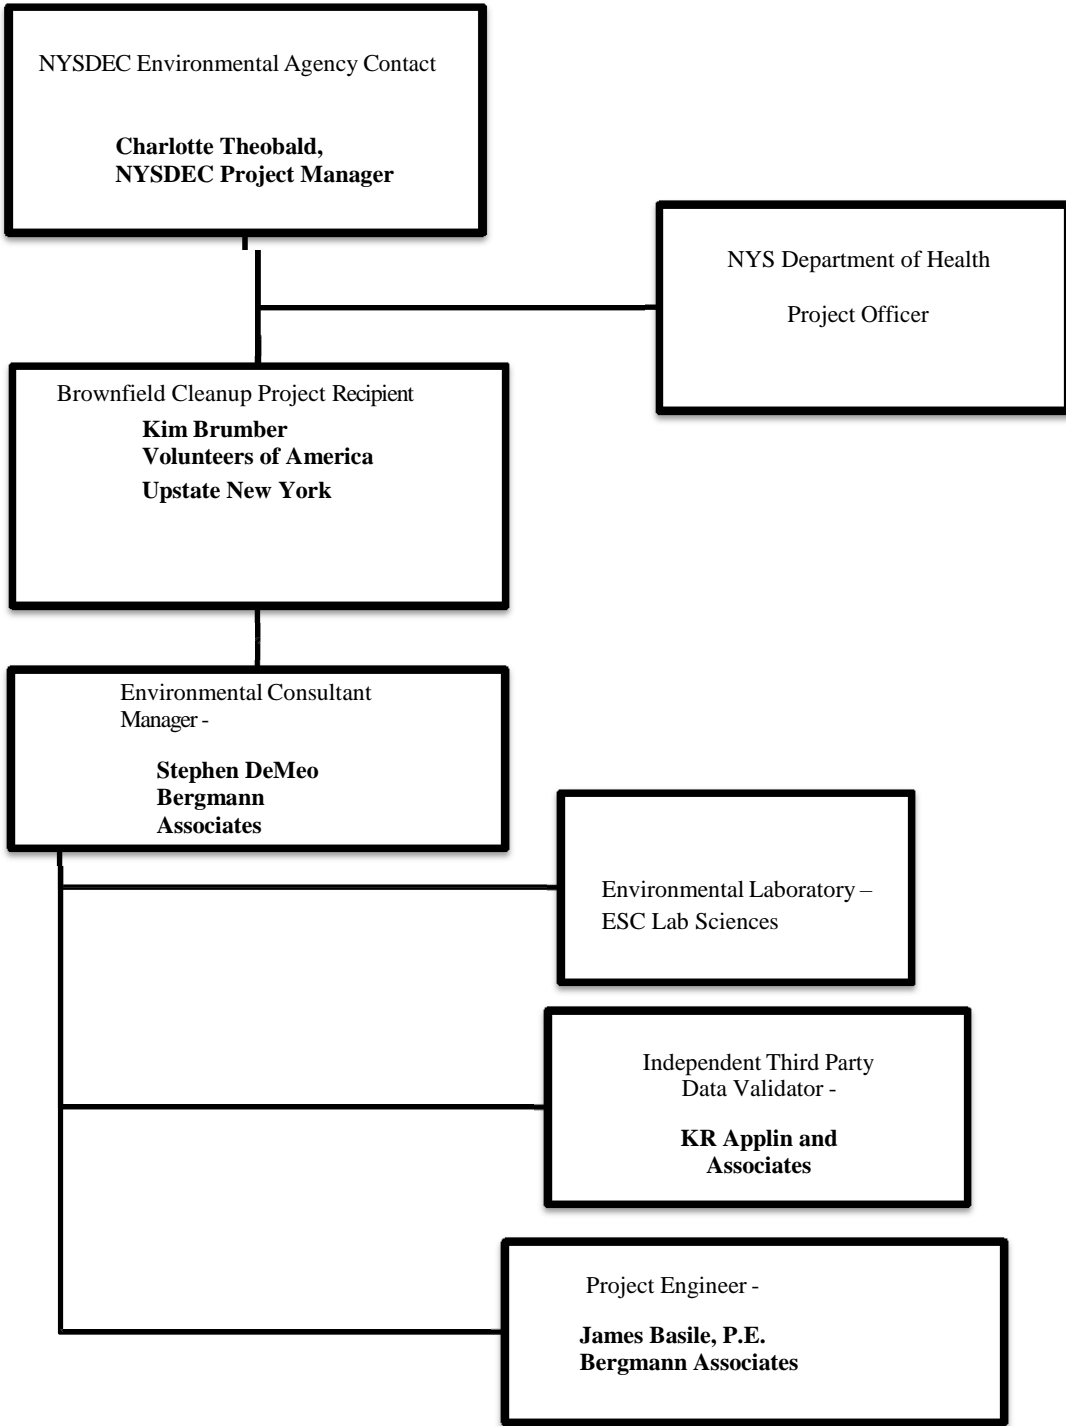 NYSDEC Environmental Agency Contact
Charlotte Theobald,
NYSDEC Project Manager
NYS Department of Health
Project Officer
Brownfield Cleanup Project Recipient
Kim Brumber
Volunteers of America
Upstate New York
Environmental Consultant
Manager -
Stephen DeMeo
Bergmann
Associates
Environmental Laboratory –
ESC Lab Sciences
Independent Third Party
Data Validator -
KR Applin and
Associates
Project Engineer -
James Basile, P.E.
Bergmann Associates